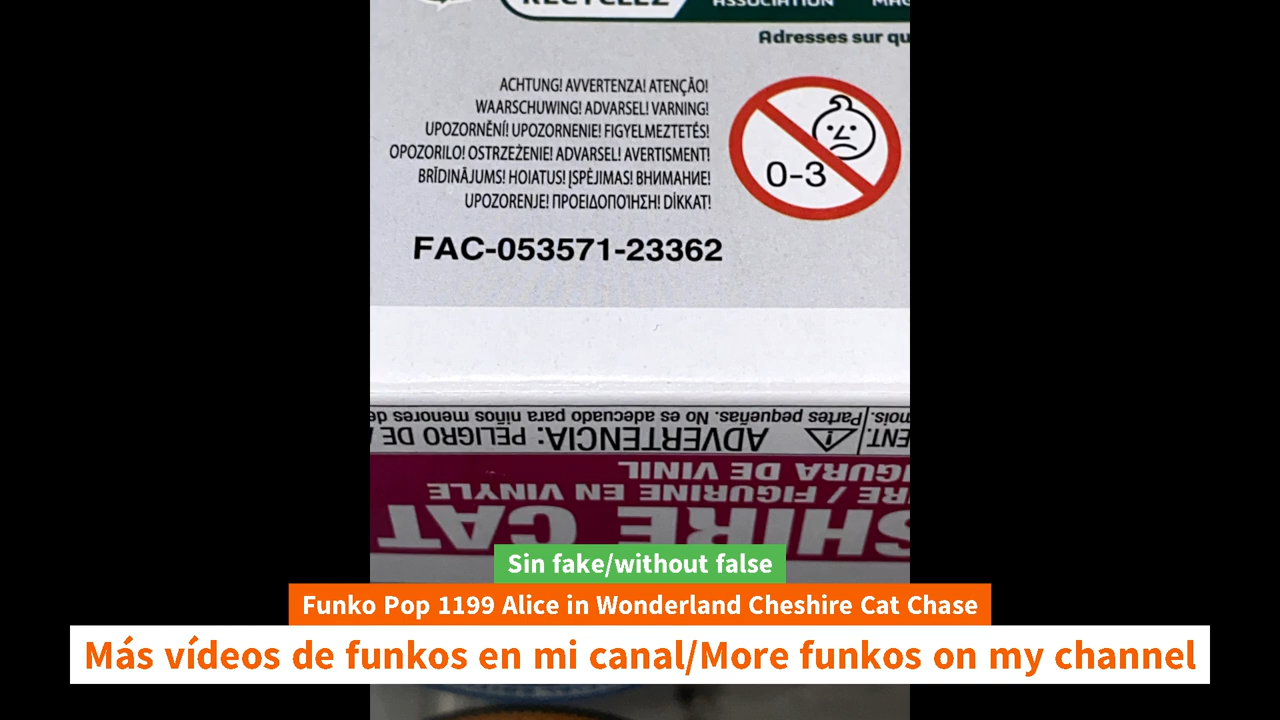 RECYCLEZ
ASSOCIATION
Adresses sur
ACHTUNG! AVVERTENZA! ATENÇÃO!
WAARSCHUWING! ADVARSEL! VARNING!
UPOZORNĚNÍ! UPOZORNENIE! FIGYELMEZTETÉS!
OPOZORILO! OSTRZEŻENIE! ADVARSEL! AVERTISMENT!
BRĪDINĀJUMS! HOIATUS! ĮSPĖJIMAS! ВНИМАНИЕ!
UPOZORENJE! ΠΡΟΕΙΔΟΠΟΊΗΣΗ! DİKKAT!
0-3
FAC-053571-23362
Partes pequeñas. No es adecuado para niños menores de
ADVERTENCIA: PELIGRO DE
DE VINIL
/ FIGURINE EN VINYLE
SHIRE CAT
Sin fake/without false
Funko Pop 1199 Alice in Wonderland Cheshire Cat Chase
Más vídeos de funkos en mi canal/More funkos on my channel